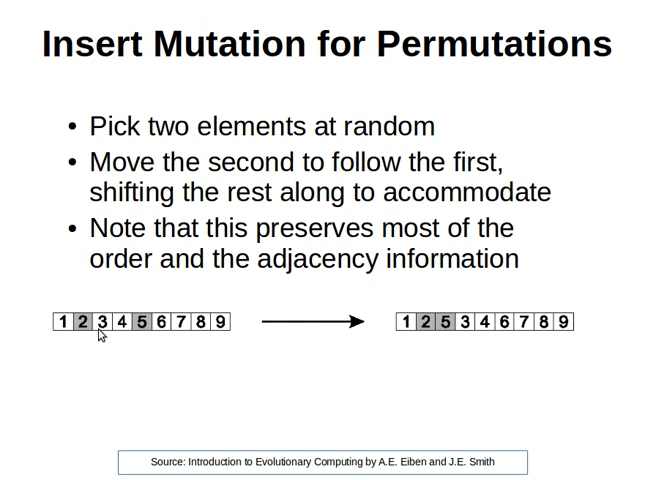 Insert Mutation for Permutations
• Pick two elements at random
• Move the second to follow the first,
shifting the rest along to accommodate
• Note that this preserves most of the
order and the adjacency information
1 2 3 4 5 6 7 8 9
1 2 5 3 4 6 7 8 9
Source: Introduction to Evolutionary Computing by A.E. Eiben and J.E. Smith